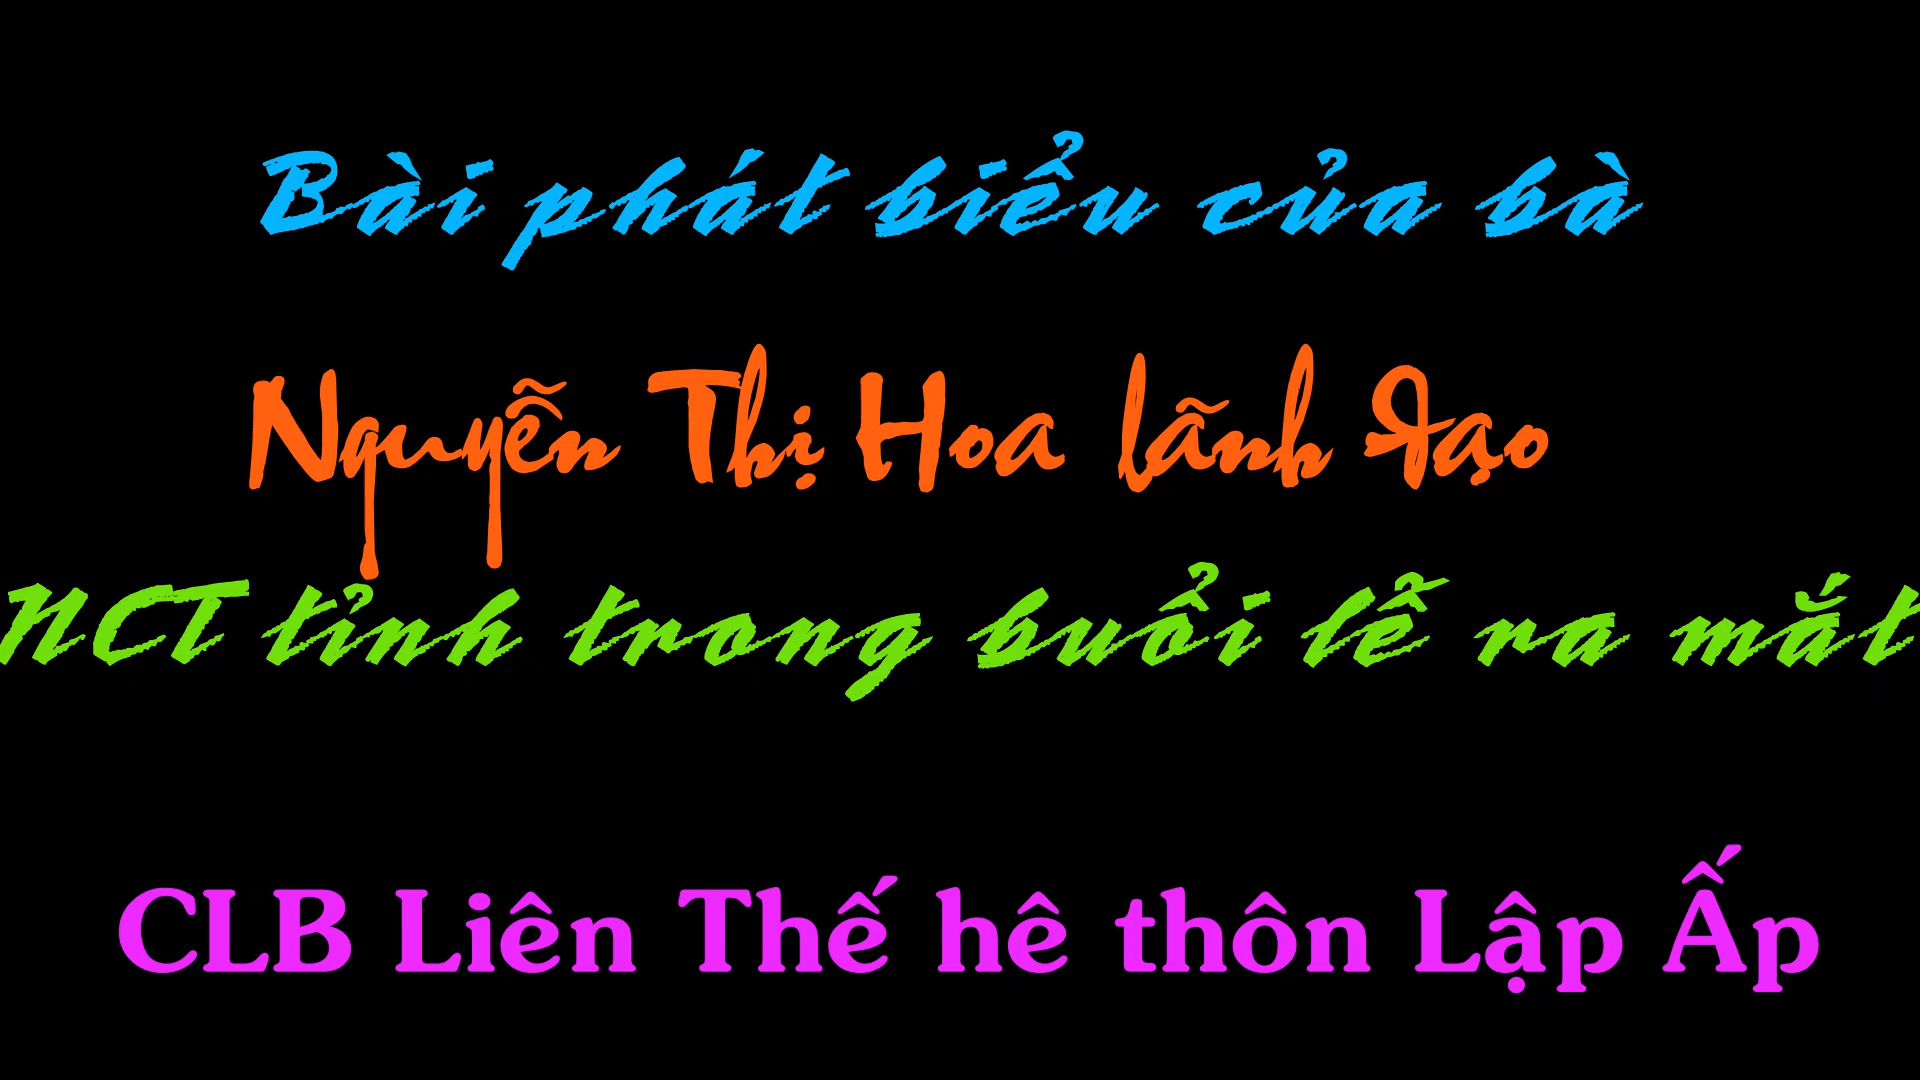 Bài phát biểu của bà
Nguyễn Thị Hoa lãnh đạo
NCT tỉnh trong buổi lễ ra mắt
CLB Liên Thế hê thôn Lập Ấp